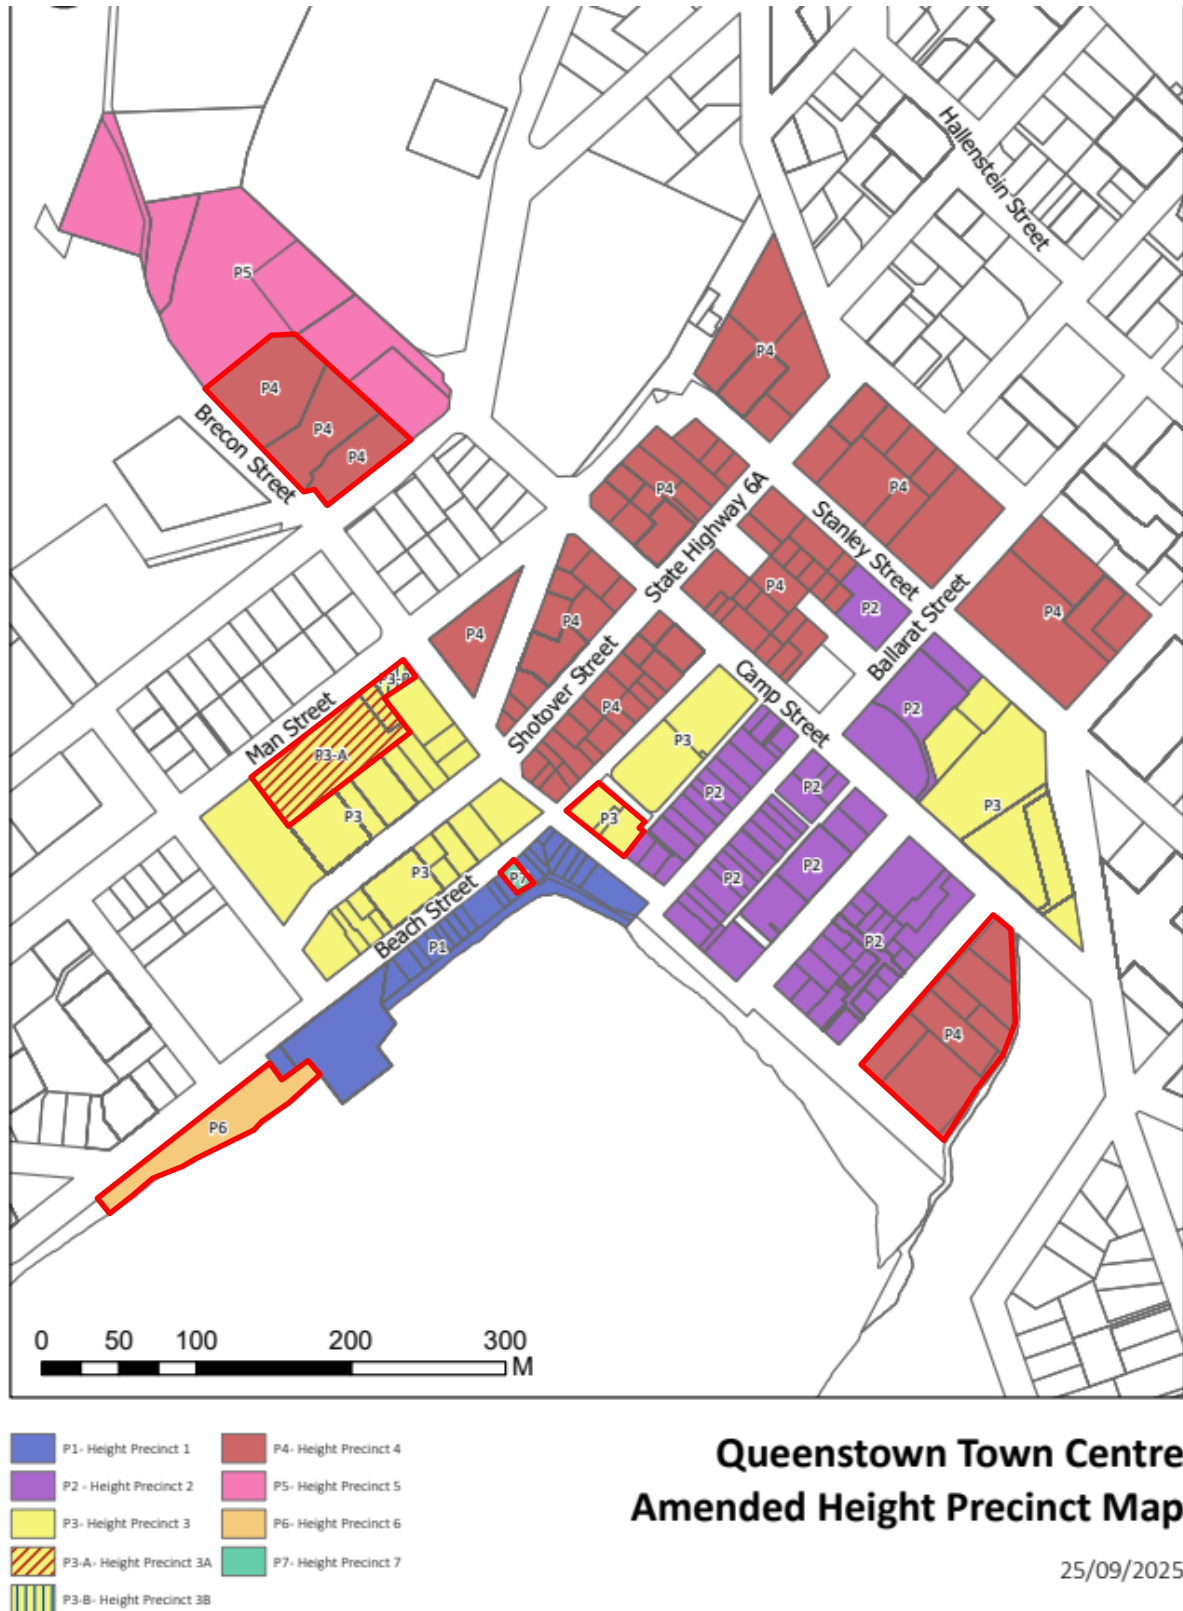 Hallenstein Street
P5
P4
P4
Brecon Street
P4
P4
P4
P4
State Highway 6A
Stanley Street
P4
P4
P2
P4
P4
P4
Ballarat Street
P3-B
Man Street
P3-A
Shotover Street
P4
Camp Street
P2
P3
P2
P2
P3
P3
P3
P3
P7
P2
P2
Beach Street
P1
P2
P4
P6
0 50 100 200 300
M
P1- Height Precinct 1
P2 - Height Precinct 2
P3- Height Precinct 3
P3-A- Height Precinct 3A
P3-B- Height Precinct 3B
P4- Height Precinct 4
P5- Height Precinct 5
P6- Height Precinct 6
P7- Height Precinct 7
Queenstown Town Centre
Amended Height Precinct Map
25/09/2025